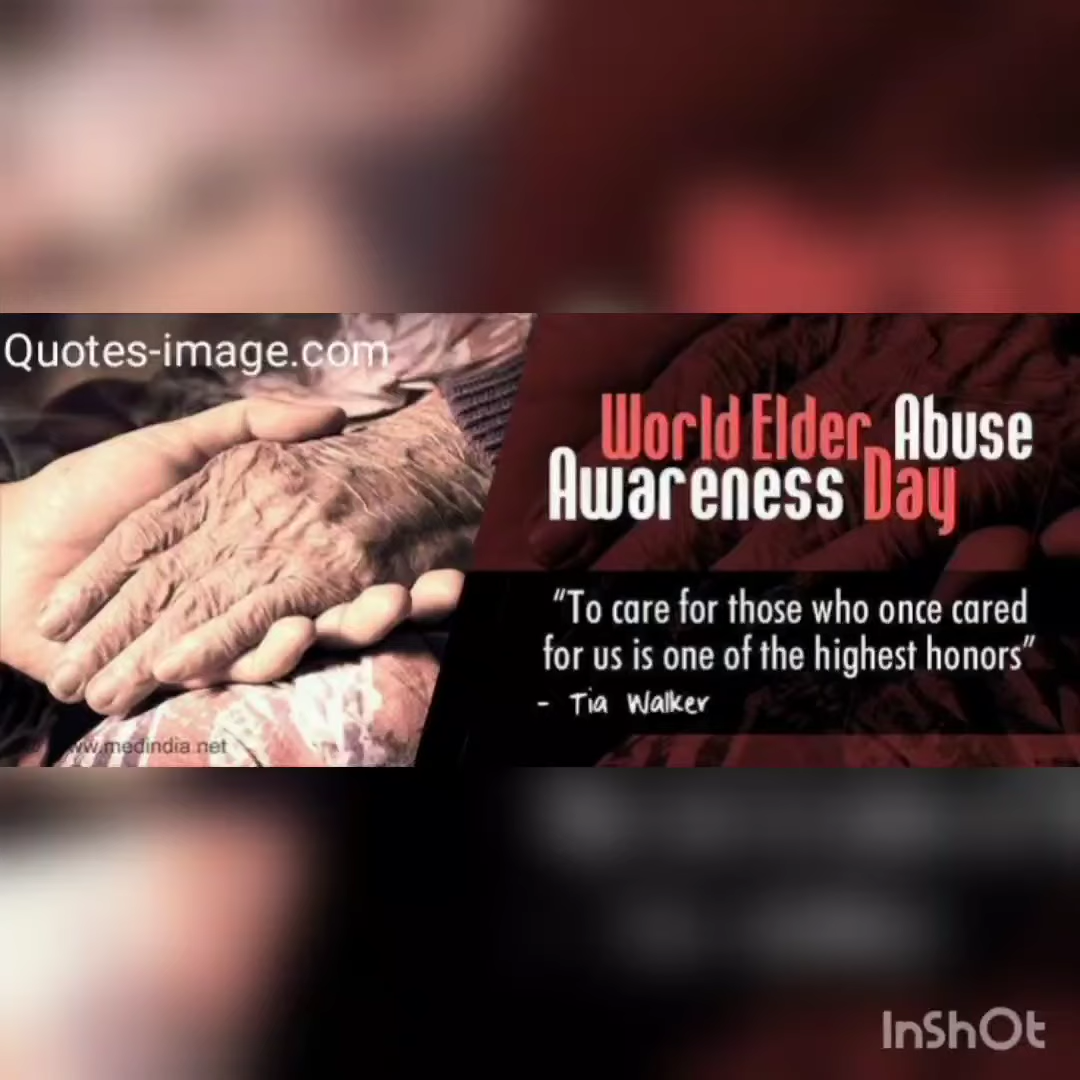 Quotes-image.com
World Elder Abuse
Awareness Day
“To care for those who once cared
for us is one of the highest honors”
- Tia Walker
www.medindia.net
InShOt